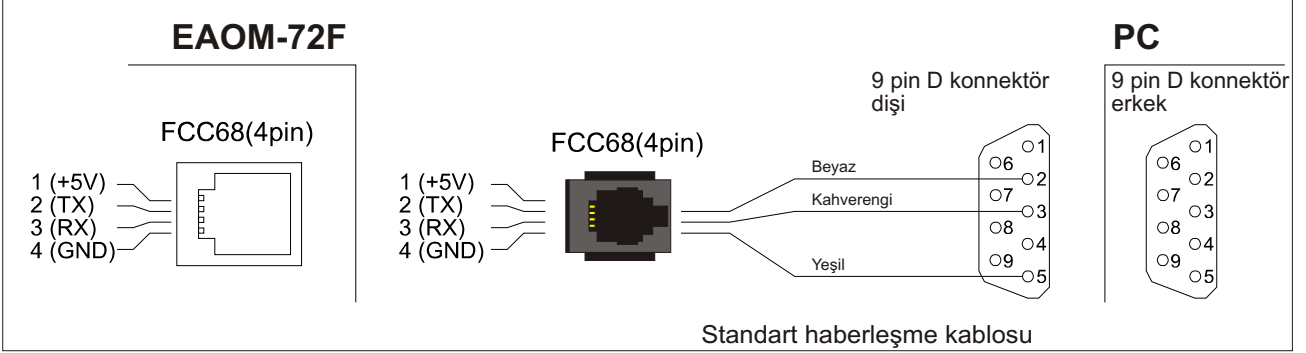 EAOM-72F
PC
9 pin D konnektör
dişi
9 pin D konnektör
erkek
FCC68(4pin)
1 (+5V)
2 (TX)
3 (RX)
4 (GND)
FCC68(4pin)
1 (+5V)
2 (TX)
3 (RX)
4 (GND)
Beyaz
Kahverengi
Yeşil
1
6
2
7
3
8
4
9
5
1
6
2
7
3
8
4
9
5
Standart haberleşme kablosu